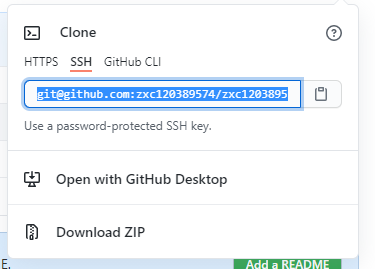 Clone
HTTPS SSH GitHub CLI
git@github.com:zxc120389574/zxc1203895
Use a password-protected SSH key.
Open with GitHub Desktop
Download ZIP
E.
Add a README